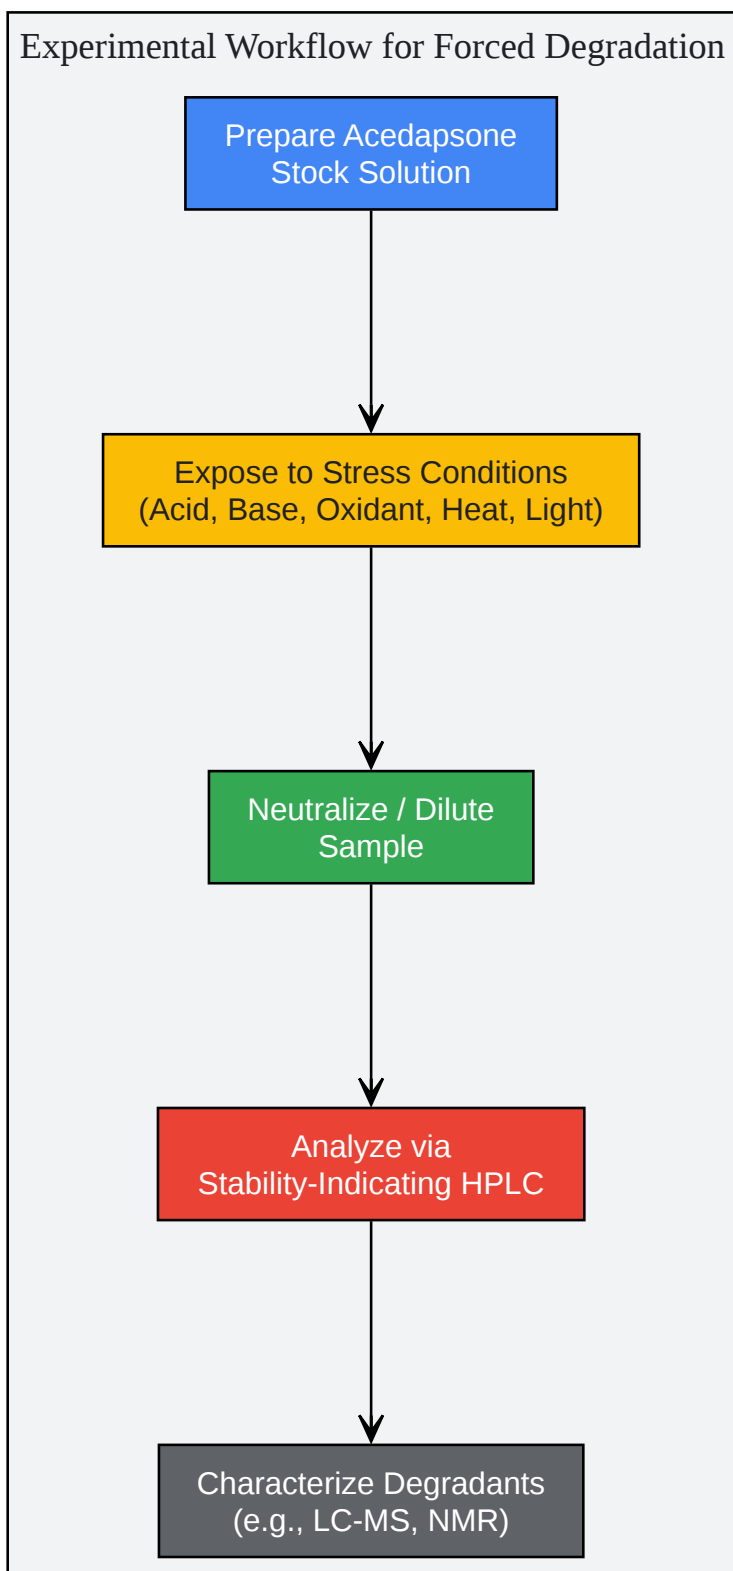 Experimental Workflow for Forced Degradation
Prepare Acedapsone
Stock Solution
Expose to Stress Conditions
(Acid, Base, Oxidant, Heat, Light)
Neutralize / Dilute
Sample
Analyze via
Stability-Indicating HPLC
Characterize Degradants
(e.g., LC-MS, NMR)